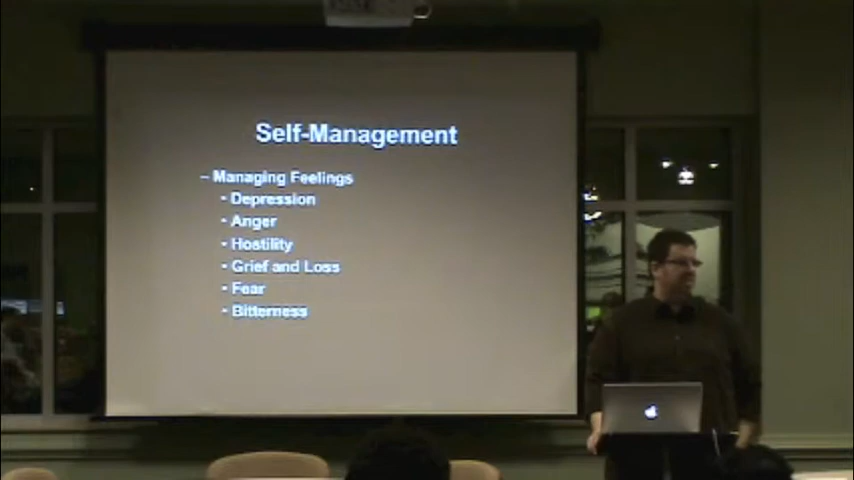 Self-Management
– Managing Feelings
• Depression
• Anger
• Hostility
• Grief and Loss
• Fear
• Bitterness